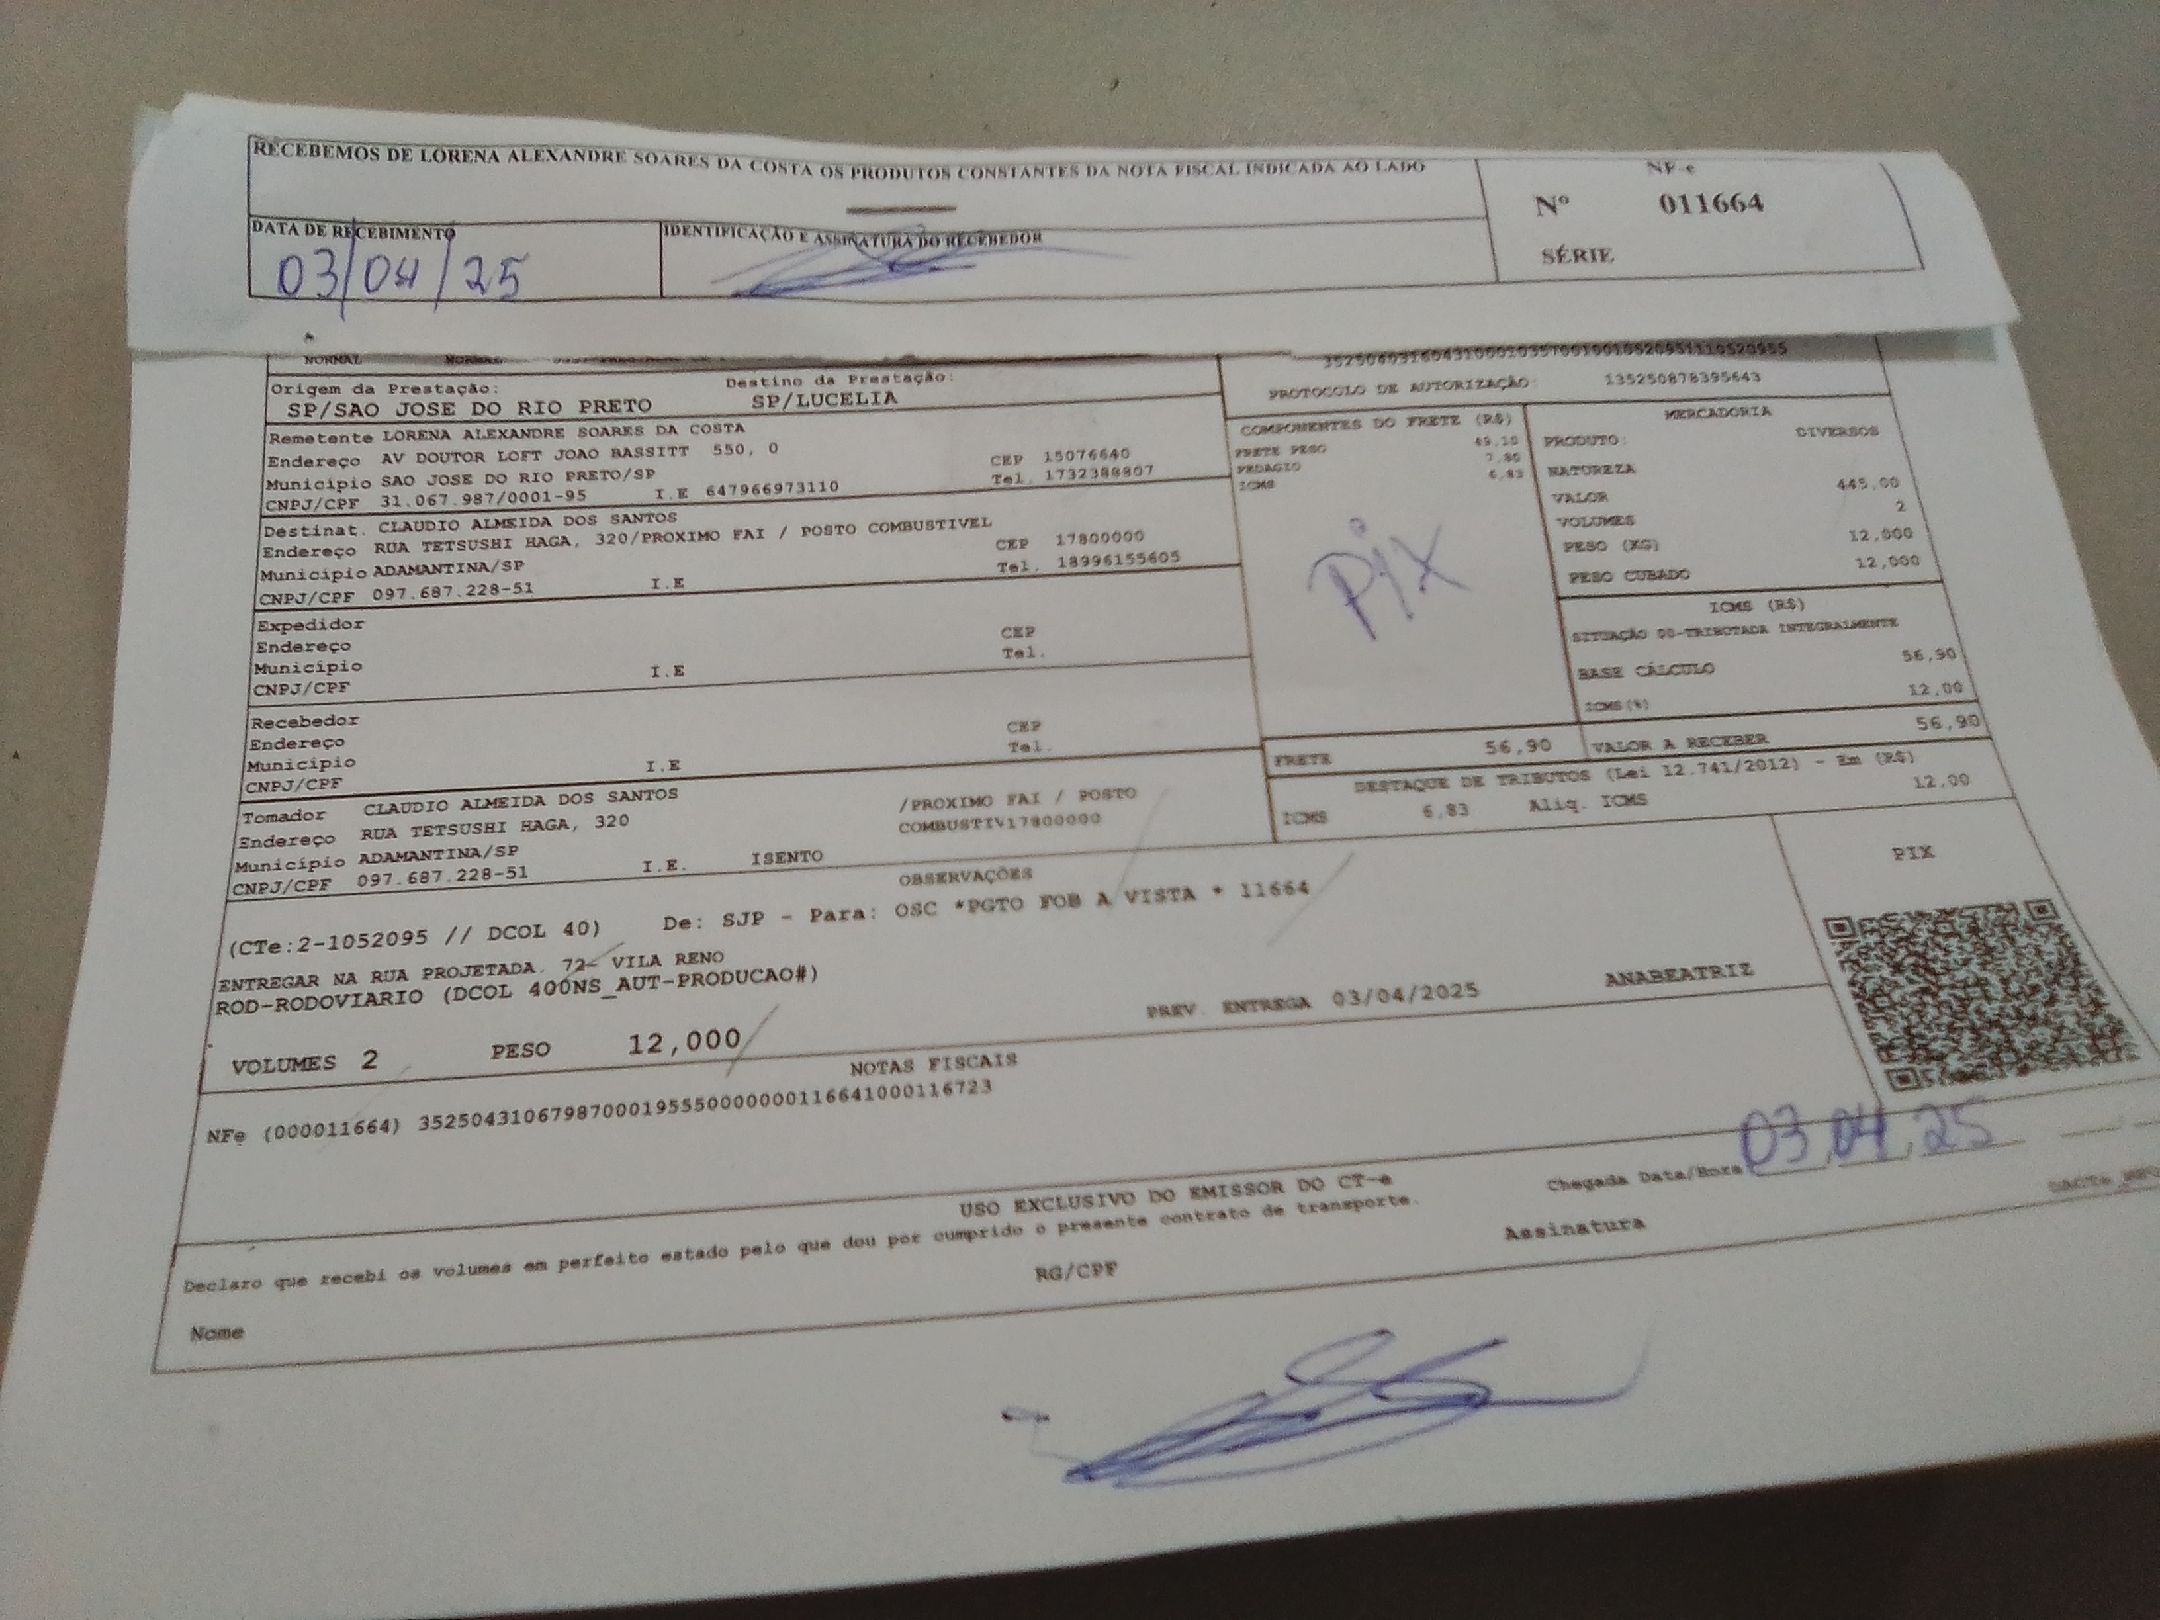 RECEBEMOS DE LORENA ALEXANDRE SOARES DA COSTA OS PRODUTOS CONSTANTES DA NOTA FISCAL INDICADA AO LADO
NF-e
Nº 011664
SÉRIE
DATA DE RECEBIMENTO
03/04/25
IDENTIFICAÇÃO E ASSINATURA DO RECEBEDOR
NORMAL NORMAL
Origem da Prestação: Destino da Prestação:
SP/SAO JOSE DO RIO PRETO SP/LUCELIA
PROTOCOLO DE AUTORIZAÇÃO: 135250878395643
Remetente LORENA ALEXANDRE SOARES DA COSTA
Endereço AV DOUTOR LOFT JOAO BASSITT 550, 0 CEP 15076640
Município SAO JOSE DO RIO PRETO/SP Tel. 1732388807
CNPJ/CPF 31.067.987/0001-95 I.E 647966973110
Destinat. CLAUDIO ALMEIDA DOS SANTOS
Endereço RUA TETSUSHI HAGA, 320/PROXIMO FAI / POSTO COMBUSTIVEL CEP 17800000
Município ADAMANTINA/SP Tel. 18996155605
CNPJ/CPF 097.687.228-51 I.E
Expedidor
Endereço CEP
Município Tel.
CNPJ/CPF I.E
Recebedor
Endereço CEP
Município Tel.
CNPJ/CPF I.E
Tomador CLAUDIO ALMEIDA DOS SANTOS /PROXIMO FAI / POSTO
Endereço RUA TETSUSHI HAGA, 320 COMBUSTIV17800000
Município ADAMANTINA/SP
CNPJ/CPF 097.687.228-51 I.E. ISENTO
COMPONENTES DO FRETE (R$)
FRETE PESO 49,10
PEDAGIO 7,80
ICMS 6,83
Pix
MERCADORIA
PRODUTO: DIVERSOS
NATUREZA
VALOR 445,00
VOLUMES 2
PESO (KG) 12,000
PESO CUBADO 12,000
ICMS (R$)
SITUAÇÃO 00-TRIBUTADA INTEGRALMENTE
BASE CÁLCULO 56,90
ICMS(%) 12,00
FRETE 56,90 VALOR A RECEBER 56,90
DESTAQUE DE TRIBUTOS (Lei 12.741/2012) - Em (R$)
ICMS 6,83 Aliq. ICMS 12,00
OBSERVAÇÕES
(CTe:2-1052095 // DCOL 40) De: SJP - Para: OSC *PGTO FOB A VISTA * 11664
ENTREGAR NA RUA PROJETADA. 72- VILA RENO
ROD-RODOVIARIO (DCOL 400NS_AUT-PRODUCAO#)
PREV. ENTREGA 03/04/2025 ANABEATRIZ
PIX
VOLUMES 2 PESO 12,000
NOTAS FISCAIS
NFe (000011664) 35250431067987000195550000000116641000116723
USO EXCLUSIVO DO EMISSOR DO CT-e
Chegada Data/Hora 03 04 25
Declaro que recebi os volumes em perfeito estado pelo que dou por cumprido o presente contrato de transporte.
Nome RG/CPF Assinatura